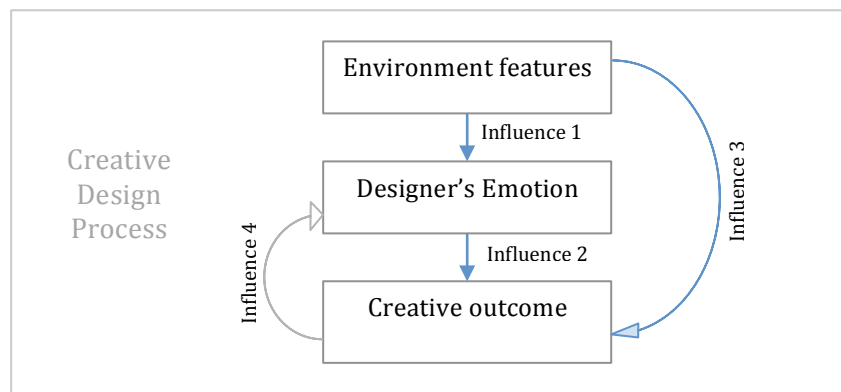 Environment features
Influence 1
Creative
Design
Process
Designer’s Emotion
Influence 3
Influence 4
Influence 2
Creative outcome